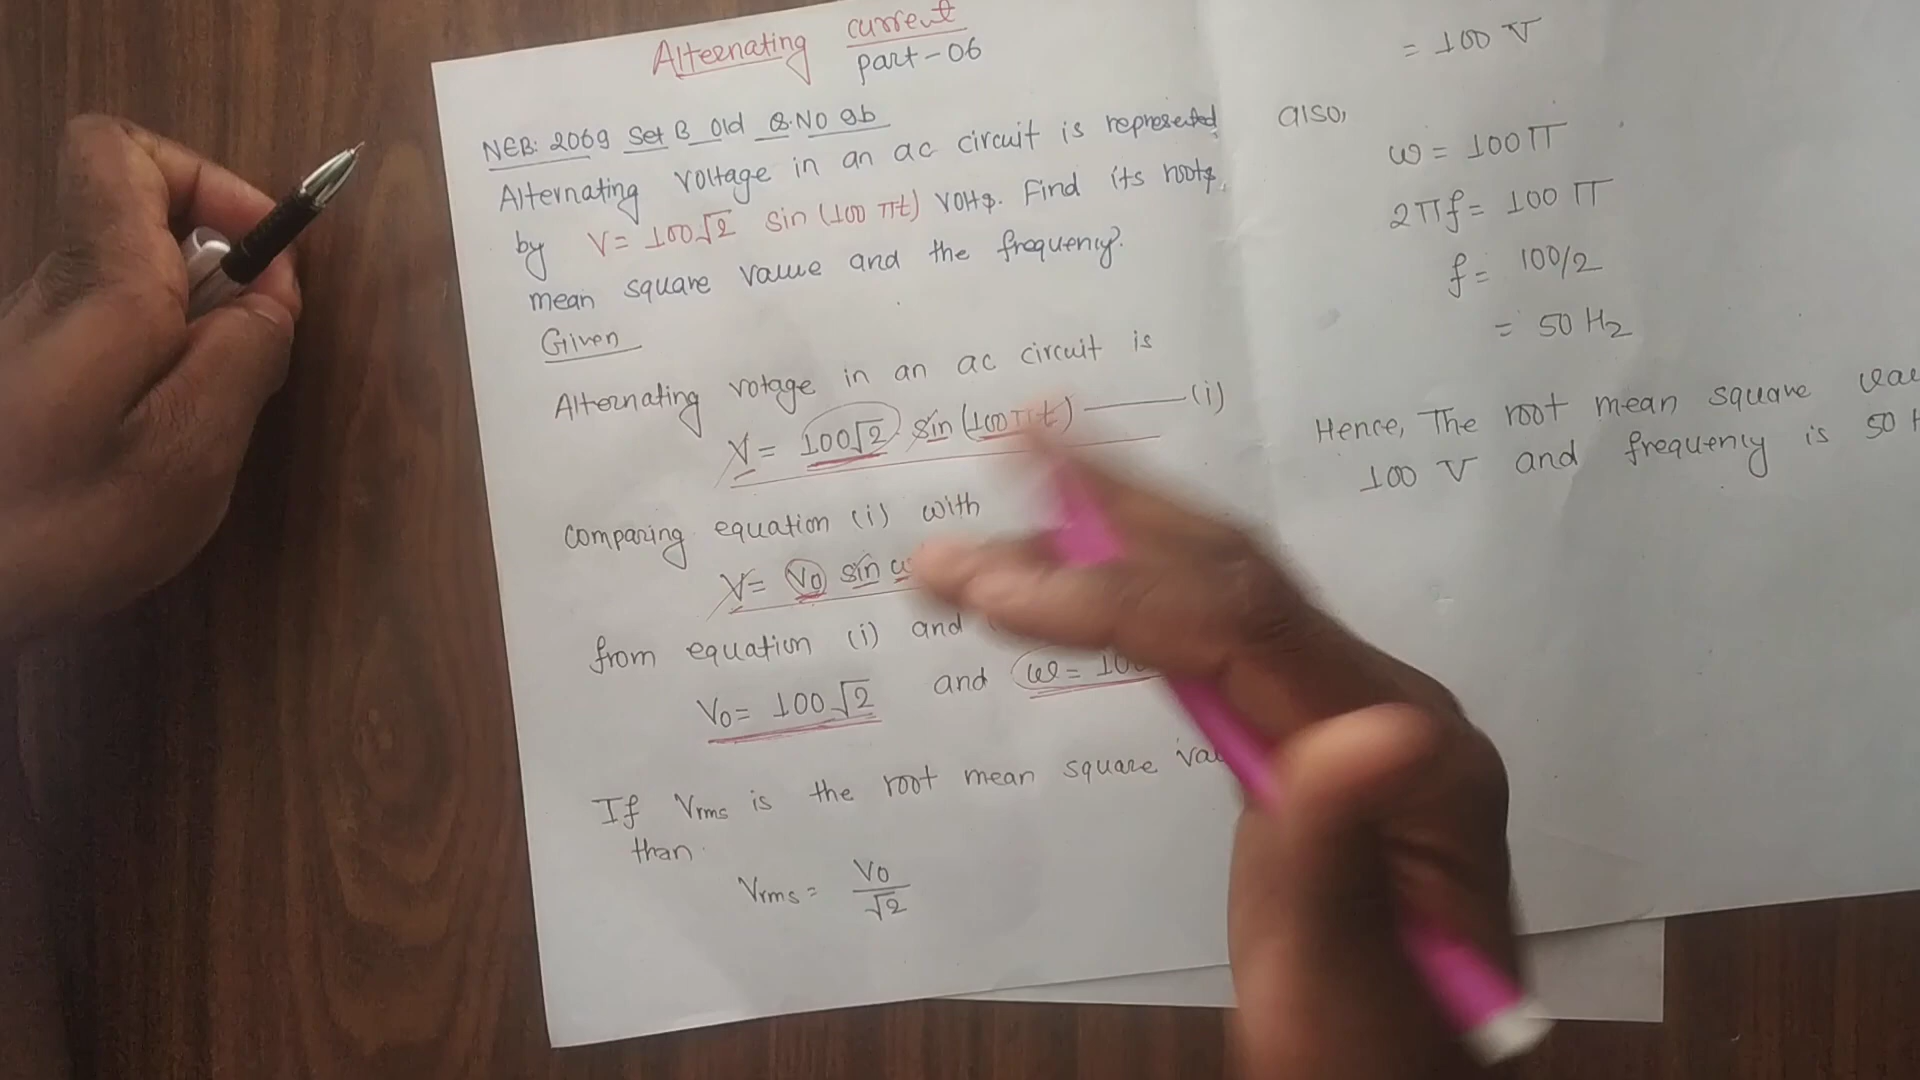 Alternating current
part-06
NEB: 2069 Set B Old Q.NO 9b
Alternating voltage in an ac circuit is represented
by V= 100√2 sin (100 πt) volts. Find its root
mean square value and the frequency?
Given
Alternating votage in an ac circuit is
V= 100√2 sin (100πt) ——— (i)
comparing equation (i) with
V= V0 sin
from equation (i) and
V0= 100√2 and ω=
If Vrms is the root mean square
than
Vrms= V0/√2
= 100 V
also,
ω= 100π
2πf= 100 π
f= 100/2
= 50 Hz
Hence, The root mean square
100 V and frequency is 50